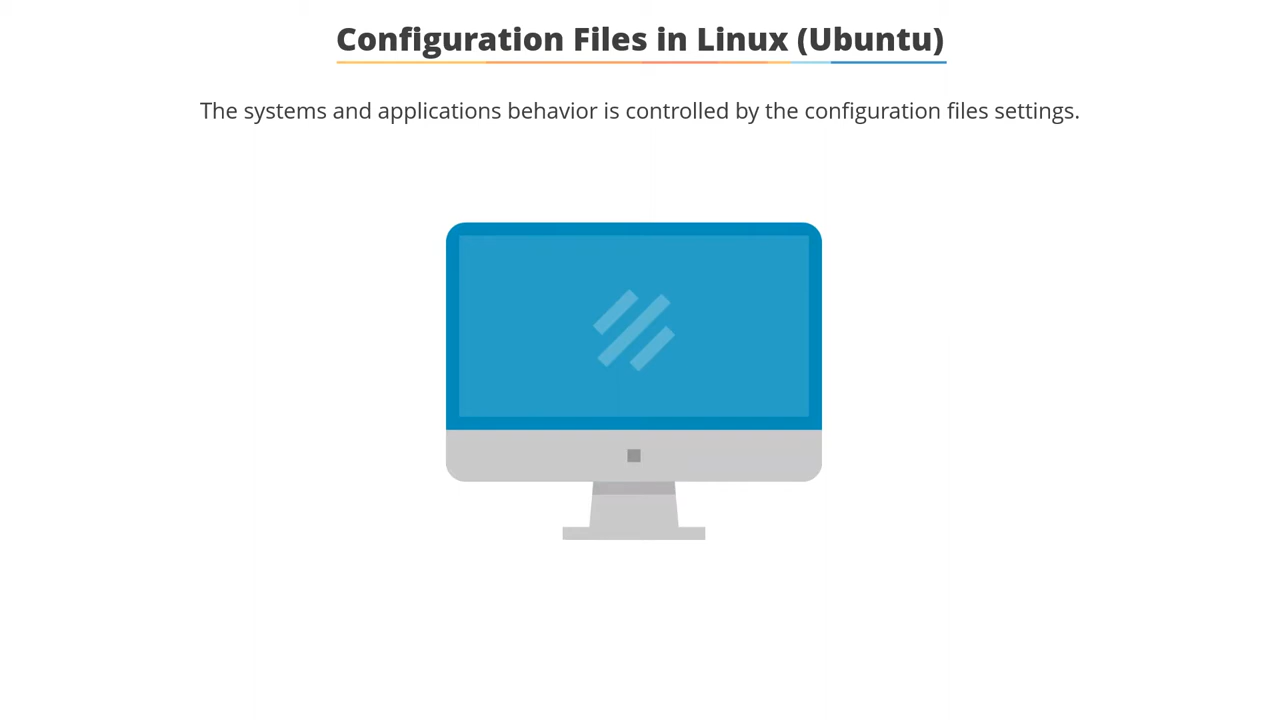 Configuration Files in Linux (Ubuntu)
The systems and applications behavior is controlled by the configuration files settings.